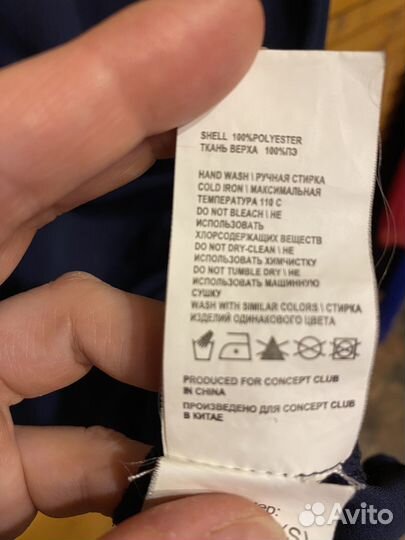 SHELL 100%POLYESTER
ТКАНЬ ВЕРХА 100%ПЭ
HAND WASH \ РУЧНАЯ СТИРКА
COLD IRON \ МАКСИМАЛЬНАЯ
ТЕМПЕРАТУРА 110 С
DO NOT BLEACH \ НЕ
ИСПОЛЬЗОВАТЬ
ХЛОРСОДЕРЖАЩИХ ВЕЩЕСТВ
DO NOT DRY-CLEAN \ НЕ
ИСПОЛЬЗОВАТЬ ХИМЧИСТКУ
DO NOT TUMBLE DRY \ НЕ
ИСПОЛЬЗОВАТЬ МАШИННУЮ
СУШКУ
WASH WITH SIMILAR COLORS \ СТИРКА
ИЗДЕЛИЙ ОДИНАКОВОГО ЦВЕТА
PRODUCED FOR CONCEPT CLUB
IN CHINA
ПРОИЗВЕДЕНО ДЛЯ CONCEPT CLUB
В КИТАЕ
(S)
Avito